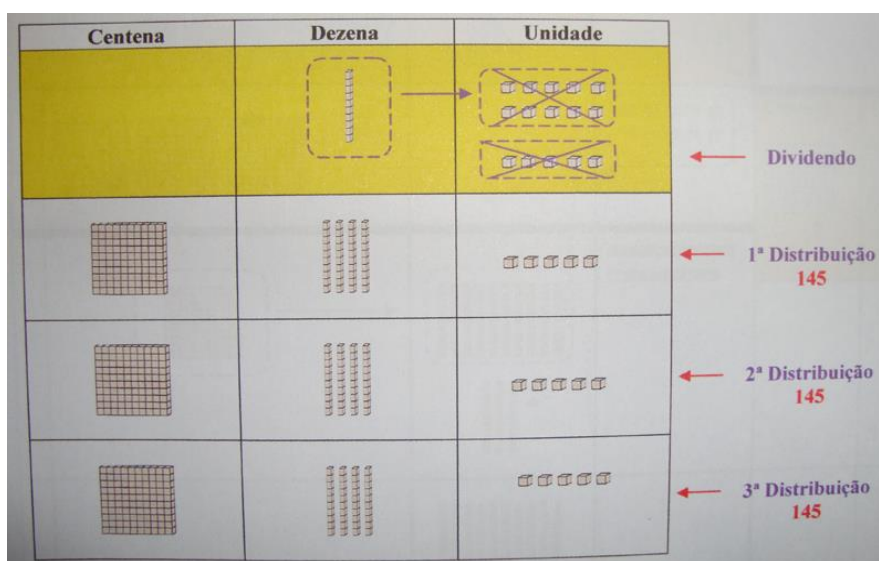 Centena Dezena Unidade
Dividendo
1ª Distribuição
145
2ª Distribuição
145
3ª Distribuição
145